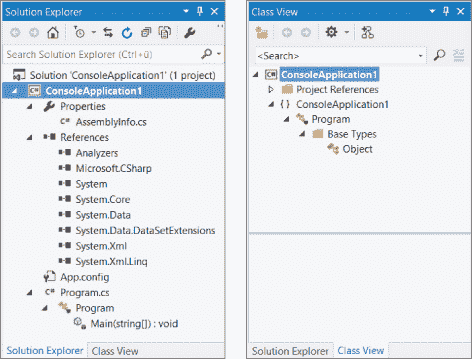 Solution Explorer
Search Solution Explorer (Ctrl+ü)
Solution 'ConsoleApplication1' (1 project)
C# ConsoleApplication1
Properties
C# AssemblyInfo.cs
References
Analyzers
Microsoft.CSharp
System
System.Core
System.Data
System.Data.DataSetExtensions
System.Xml
System.Xml.Linq
App.config
C# Program.cs
Program
Main(string[]) : void
Solution Explorer Class View
Class View
<Search>
C# ConsoleApplication1
Project References
{ } ConsoleApplication1
Program
Base Types
Object
Solution Explorer Class View